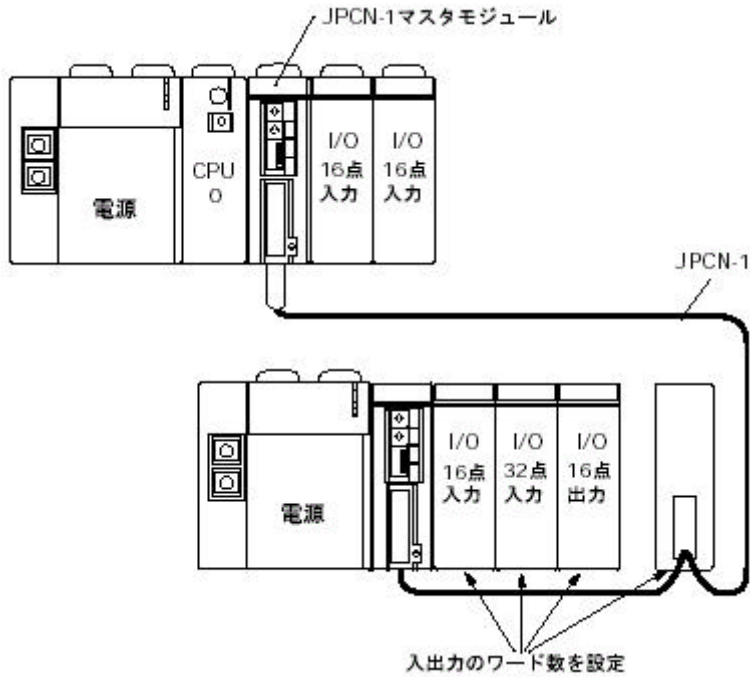 JPCN-1マスタモジュール
電源
CPU
0
I/O
16点
入力
I/O
16点
入力
JPCN-1
電源
I/O
16点
入力
I/O
32点
入力
I/O
16点
出力
入出力のワード数を設定